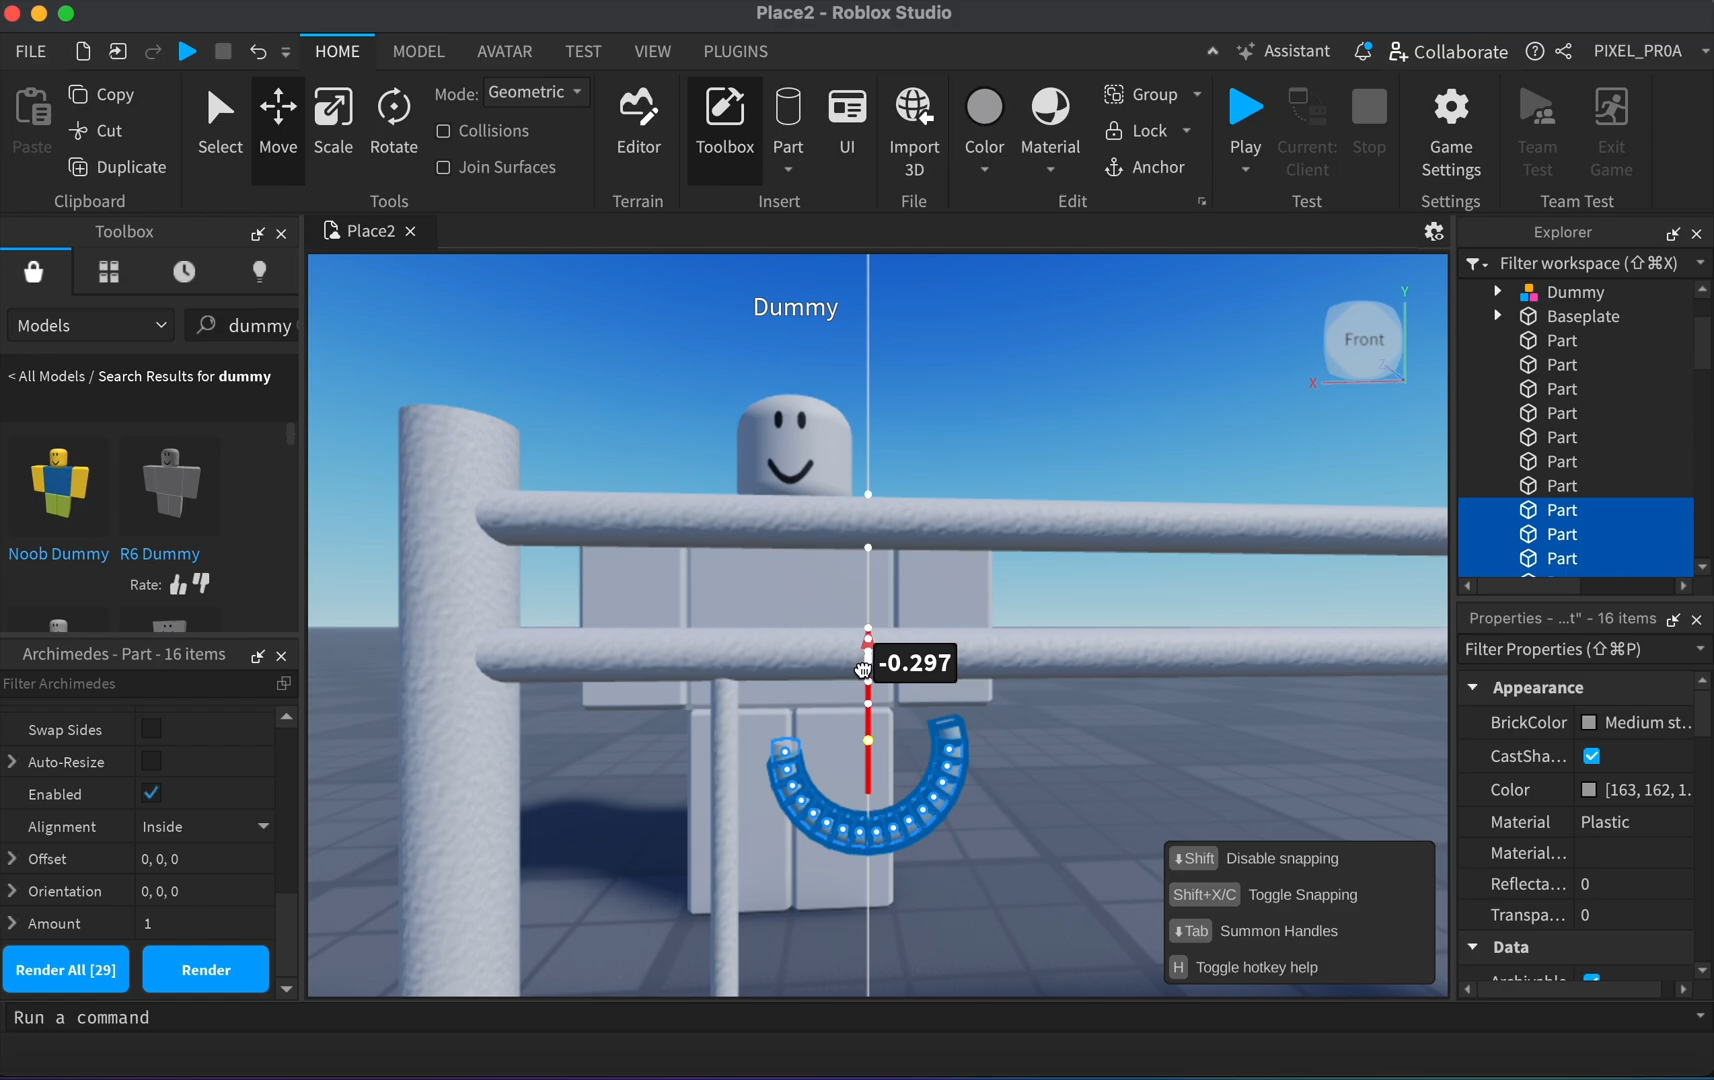 Place2 - Roblox Studio
FILE HOME MODEL AVATAR TEST VIEW PLUGINS Assistant Collaborate PIXEL_PR0A
Paste
Copy
Cut
Duplicate
Clipboard
Select Move Scale Rotate
Mode: Geometric
Collisions
Join Surfaces
Tools
Editor
Terrain
Toolbox Part UI
Insert
Import
3D
File
Color Material
Group
Lock
Anchor
Edit
Play
Current:
Client
Stop
Test
Game
Settings
Settings
Team
Test
Exit
Game
Team Test
Toolbox
Models dummy
< All Models / Search Results for dummy
Noob Dummy R6 Dummy
Rate:
Archimedes - Part - 16 items
Filter Archimedes
Swap Sides
Auto-Resize
Enabled
Alignment Inside
Offset 0, 0, 0
Orientation 0, 0, 0
Amount 1
Render All [29] Render
Place2
Dummy
Front
Y
X
Z
-0.297
Shift Disable snapping
Shift+X/C Toggle Snapping
Tab Summon Handles
H Toggle hotkey help
Explorer
Filter workspace (⇧⌘X)
Dummy
Baseplate
Part
Part
Part
Part
Part
Part
Part
Part
Part
Part
Properties - ...t" - 16 items
Filter Properties (⇧⌘P)
Appearance
BrickColor Medium st...
CastSha...
Color [163, 162, 1...
Material Plastic
Material...
Reflecta... 0
Transpa... 0
Data
Archivable
Run a command